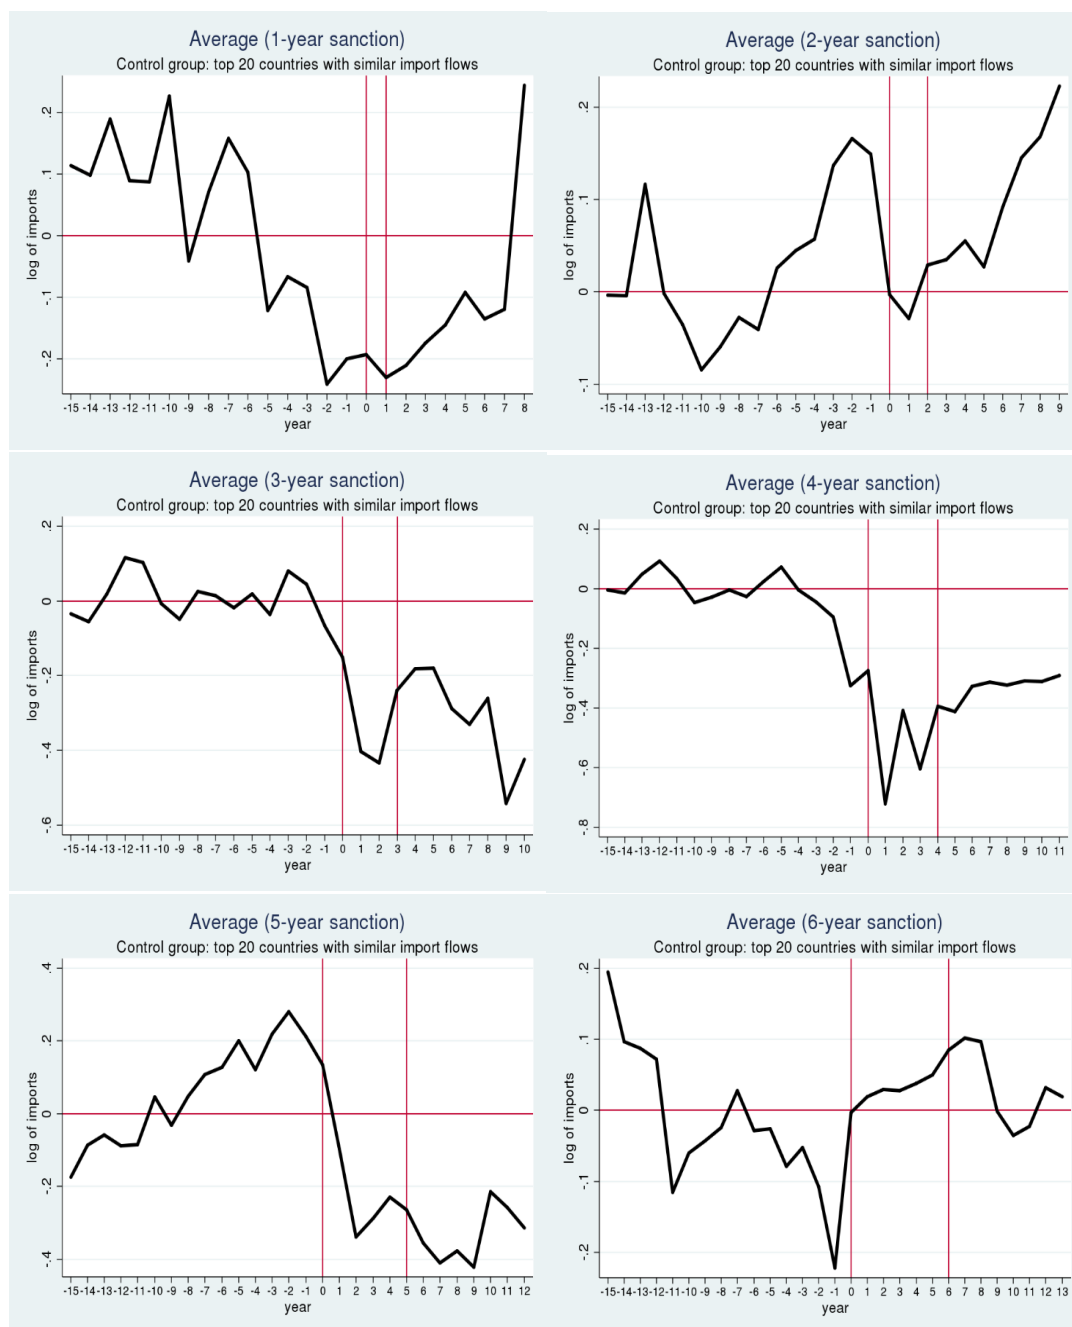 Average (1-year sanction)
Control group: top 20 countries with similar import flows
log of imports
.2
.1
0
-.1
-.2
-15 -14 -13 -12 -11 -10 -9 -8 -7 -6 -5 -4 -3 -2 -1 0 1 2 3 4 5 6 7 8
year
Average (2-year sanction)
Control group: top 20 countries with similar import flows
log of imports
.2
.1
0
-.1
-15 -14 -13 -12 -11 -10 -9 -8 -7 -6 -5 -4 -3 -2 -1 0 1 2 3 4 5 6 7 8 9
year
Average (3-year sanction)
Control group: top 20 countries with similar import flows
log of imports
.2
0
-.2
-.4
-.6
-15 -14 -13 -12 -11 -10 -9 -8 -7 -6 -5 -4 -3 -2 -1 0 1 2 3 4 5 6 7 8 9 10
year
Average (4-year sanction)
Control group: top 20 countries with similar import flows
log of imports
.2
0
-.2
-.4
-.6
-.8
-15 -14 -13 -12 -11 -10 -9 -8 -7 -6 -5 -4 -3 -2 -1 0 1 2 3 4 5 6 7 8 9 10 11
year
Average (5-year sanction)
Control group: top 20 countries with similar import flows
log of imports
.4
.2
0
-.2
-.4
-15 -14 -13 -12 -11 -10 -9 -8 -7 -6 -5 -4 -3 -2 -1 0 1 2 3 4 5 6 7 8 9 10 11 12
year
Average (6-year sanction)
Control group: top 20 countries with similar import flows
log of imports
.2
.1
0
-.1
-.2
-15 -14 -13 -12 -11 -10 -9 -8 -7 -6 -5 -4 -3 -2 -1 0 1 2 3 4 5 6 7 8 9 10 11 12 13
year